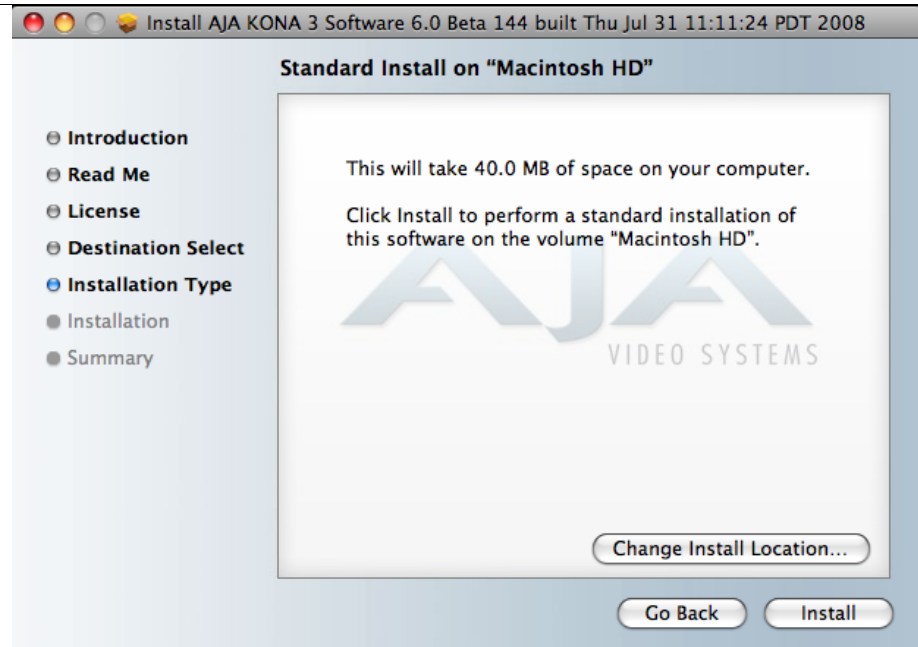 Install AJA KONA 3 Software 6.0 Beta 144 built Thu Jul 31 11:11:24 PDT 2008
Standard Install on “Macintosh HD”
Introduction
Read Me
License
Destination Select
Installation Type
Installation
Summary
This will take 40.0 MB of space on your computer.
Click Install to perform a standard installation of
this software on the volume “Macintosh HD”.
AJA
VIDEO SYSTEMS
Change Install Location...
Go Back
Install